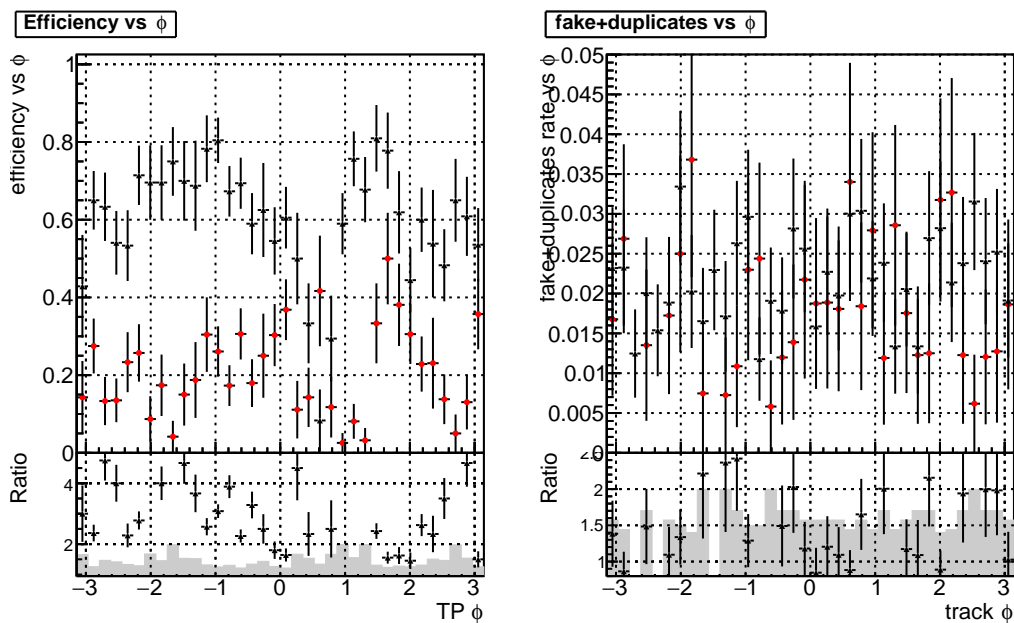 Efficiency vs ϕ
efficiency vs ϕ
1
0.8
0.6
0.4
0.2
0
Ratio
4
2
−3 −2 −1 0 1 2 3
TP ϕ
fake+duplicates vs ϕ
fake+duplicates rate vs ϕ
0.05
0.045
0.04
0.035
0.03
0.025
0.02
0.015
0.01
0.005
0
Ratio
2
1.5
1
−3 −2 −1 0 1 2 3
track ϕ